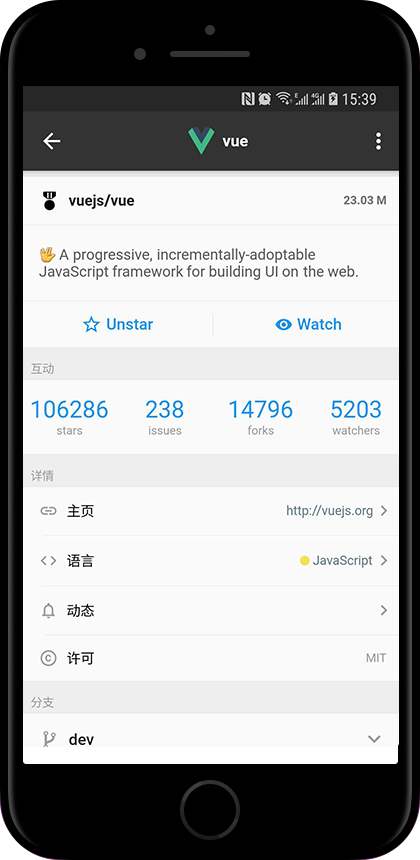 15:39
vue
vuejs/vue 23.03 M
🖖 A progressive, incrementally-adoptable
JavaScript framework for building UI on the web.
Unstar Watch
互动
106286 238 14796 5203
stars issues forks watchers
详情
主页 http://vuejs.org
语言 JavaScript
动态
许可 MIT
分支
dev